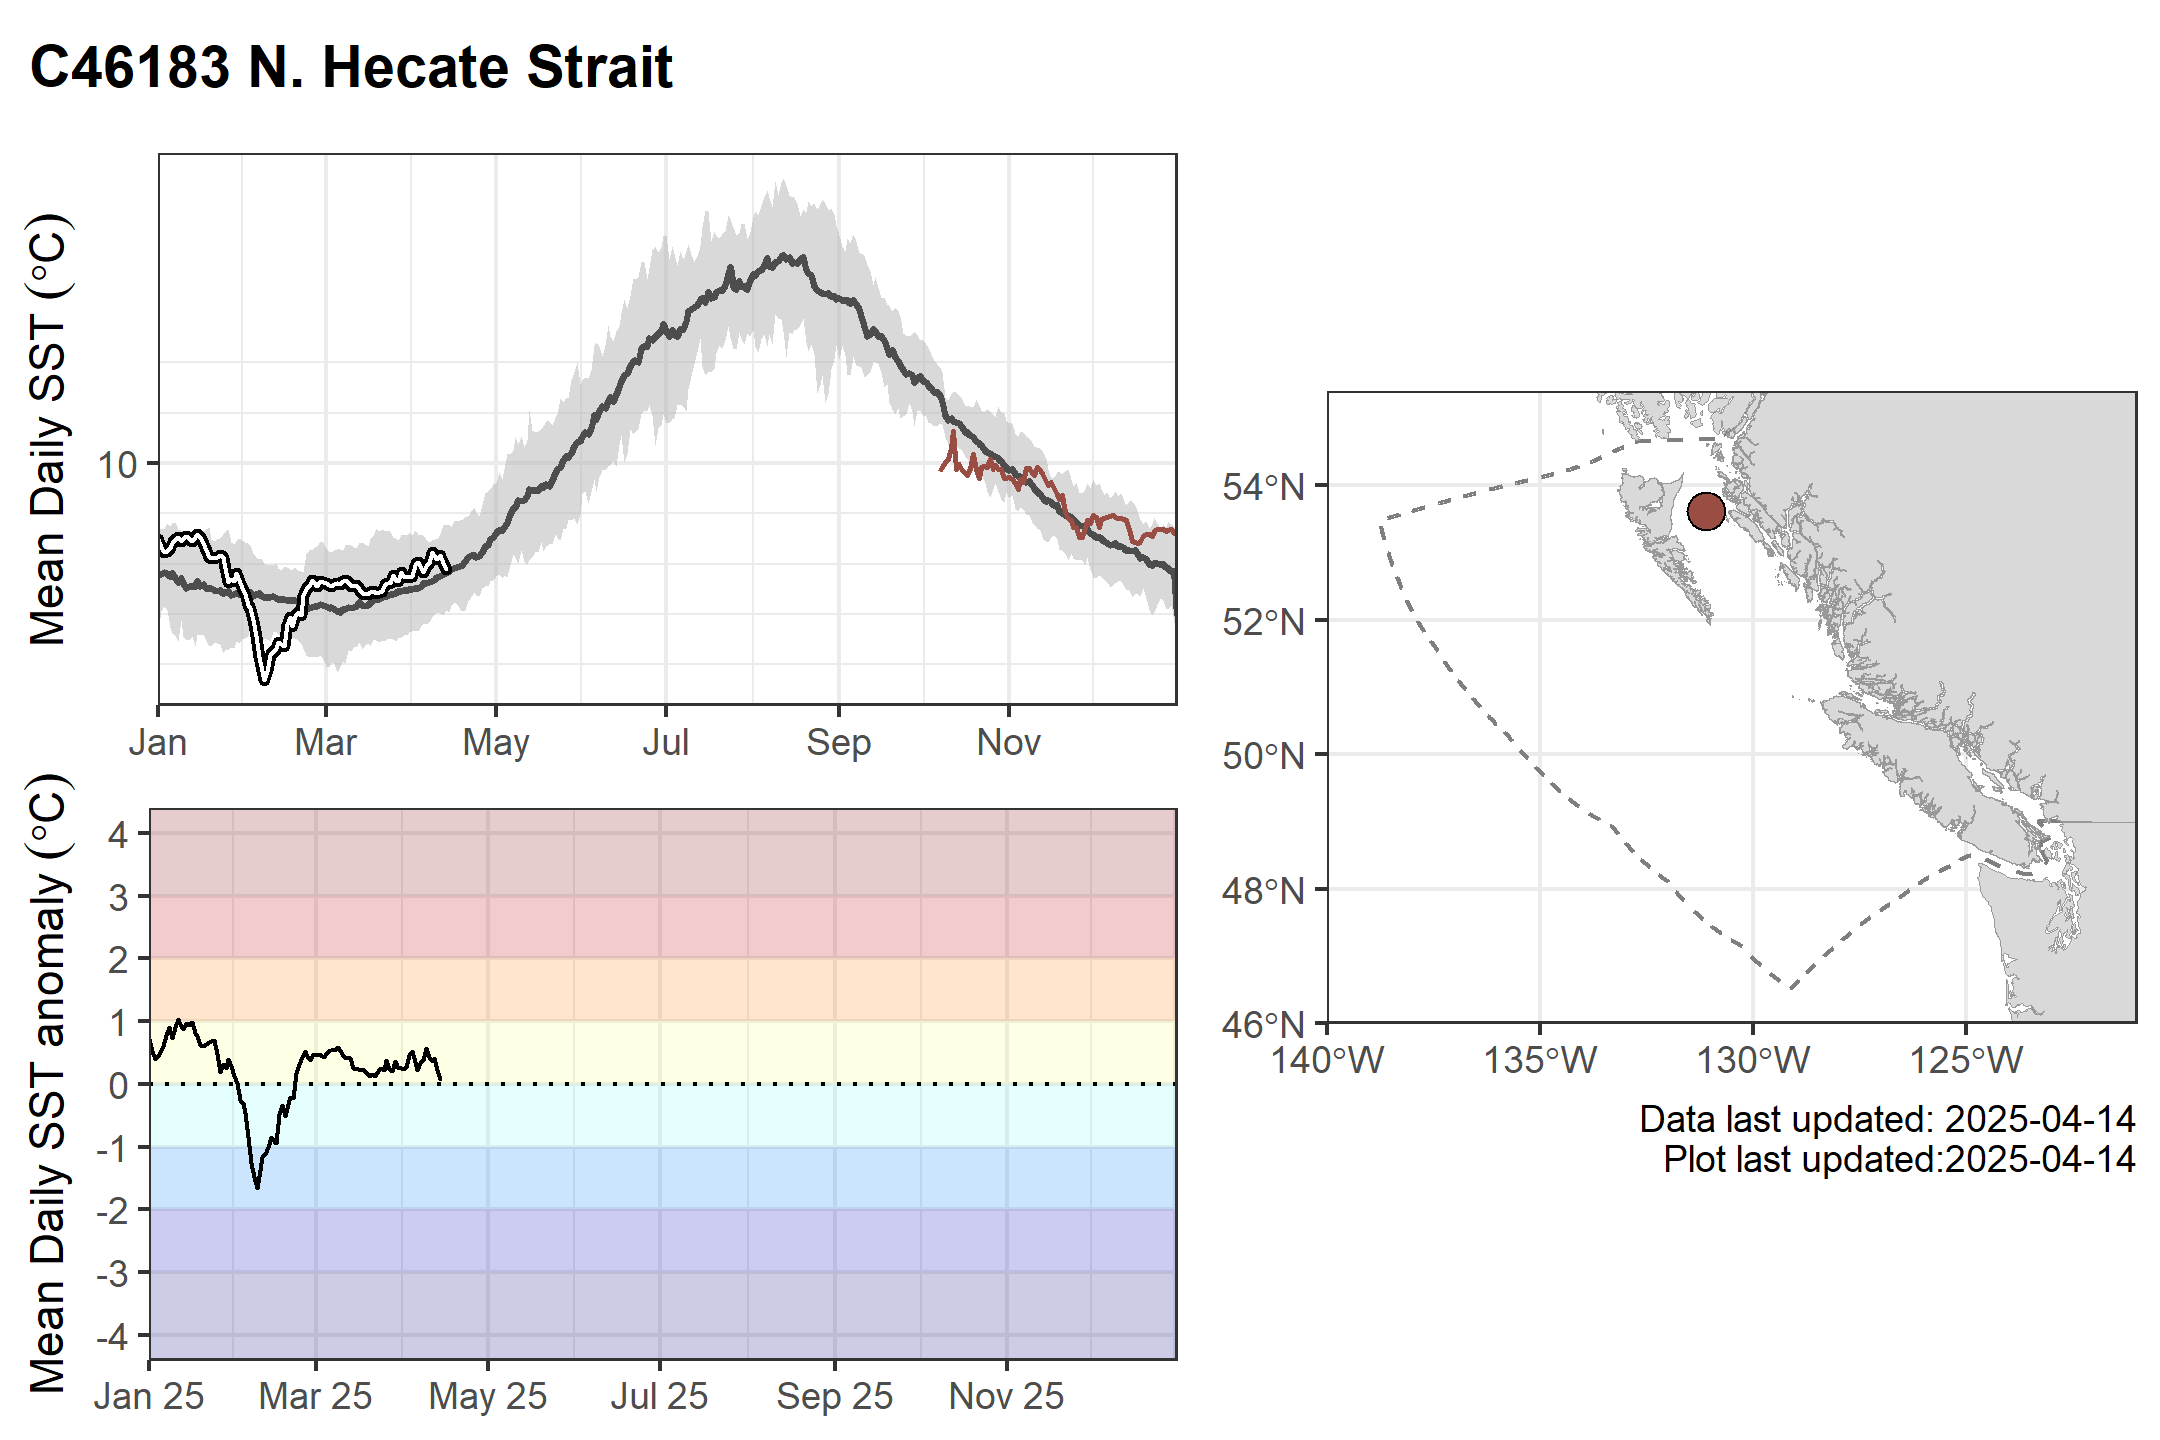 C46183 N. Hecate Strait
Mean Daily SST (°C)
10
Jan Mar May Jul Sep Nov
Mean Daily SST anomaly (°C)
4
3
2
1
0
-1
-2
-3
-4
Jan 25 Mar 25 May 25 Jul 25 Sep 25 Nov 25
54°N
52°N
50°N
48°N
46°N
140°W 135°W 130°W 125°W
Data last updated: 2025-04-14
Plot last updated:2025-04-14